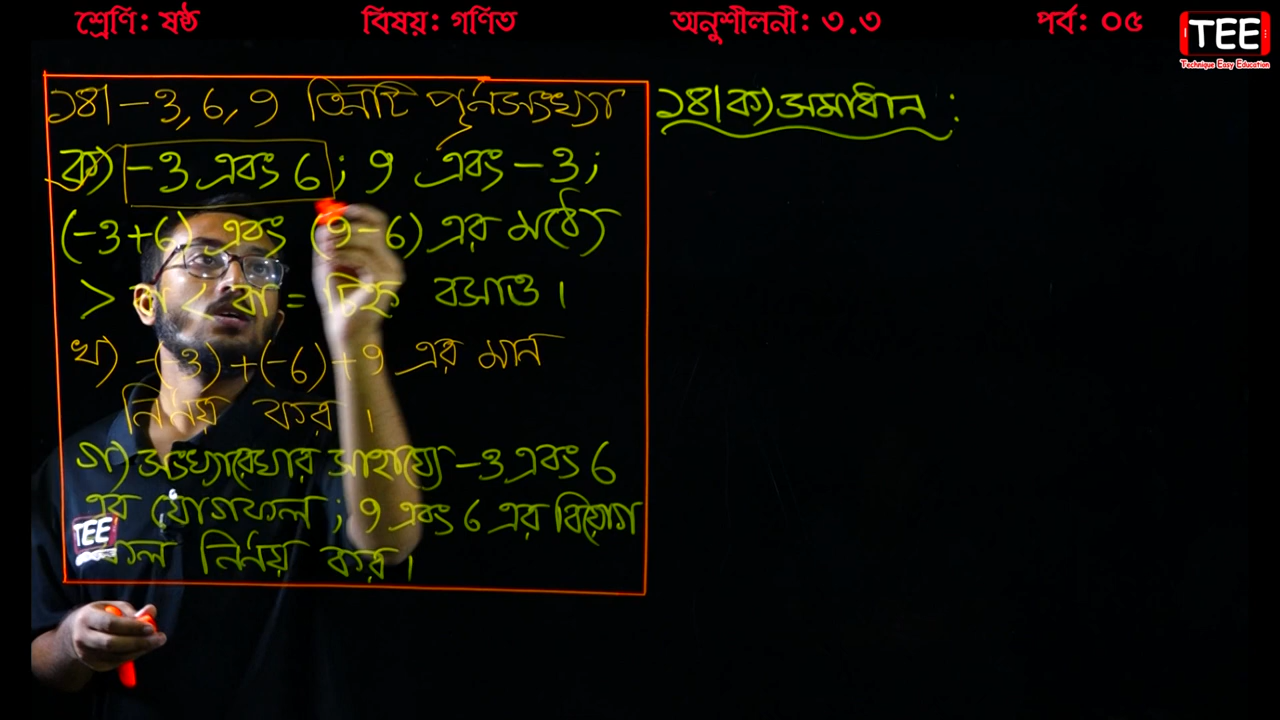 শ্রেণি: ষষ্ঠ বিষয়: গণিত অনুশীলনী: ৩.৩ পর্ব: ০৫
TEE
Technique Easy Education
১৪। -3, 6, 9 তিনটি পূর্ণসংখ্যা
ক) -3 এবং 6 ; 9 এবং -3 ;
(-3+6) এবং (9-6) এর মধ্যে
> বা < বা = চিহ্ন বসাও।
খ) -(-3)+(-6)+9 এর মান
নির্ণয় কর।
গ) সংখ্যারেখার সাহায্যে -৩ এবং 6
এর যোগফল ; 9 এবং 6 এর বিয়োগ
ফল নির্ণয় কর।
১৪।ক) সমাধান :
TEE